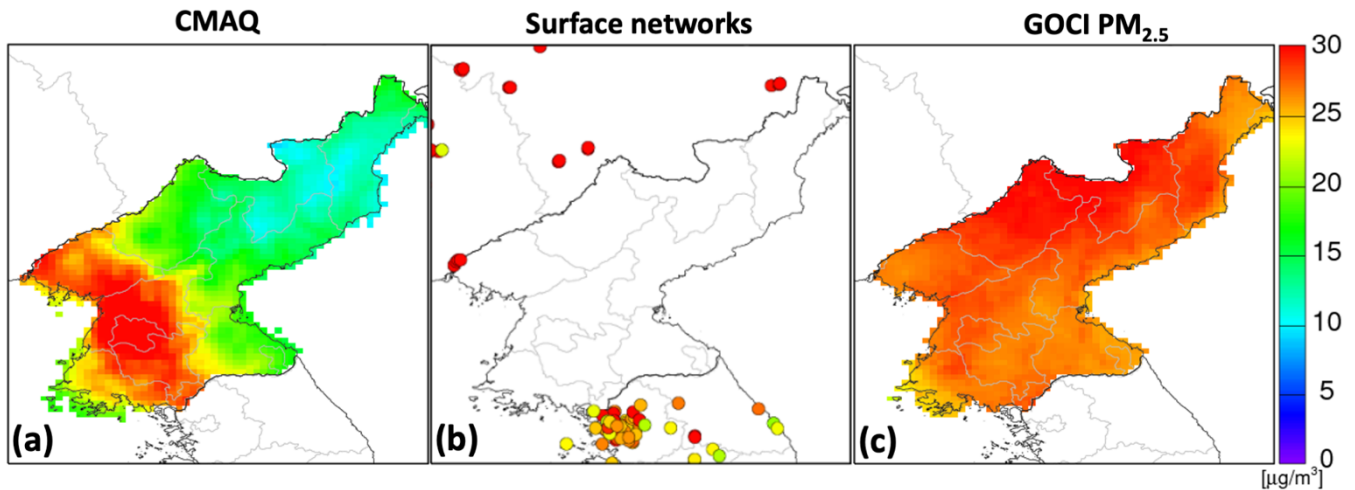 CMAQ
Surface networks
GOCI PM2.5
30
25
20
15
10
5
0
[μg/m³]
(a)
(b)
(c)